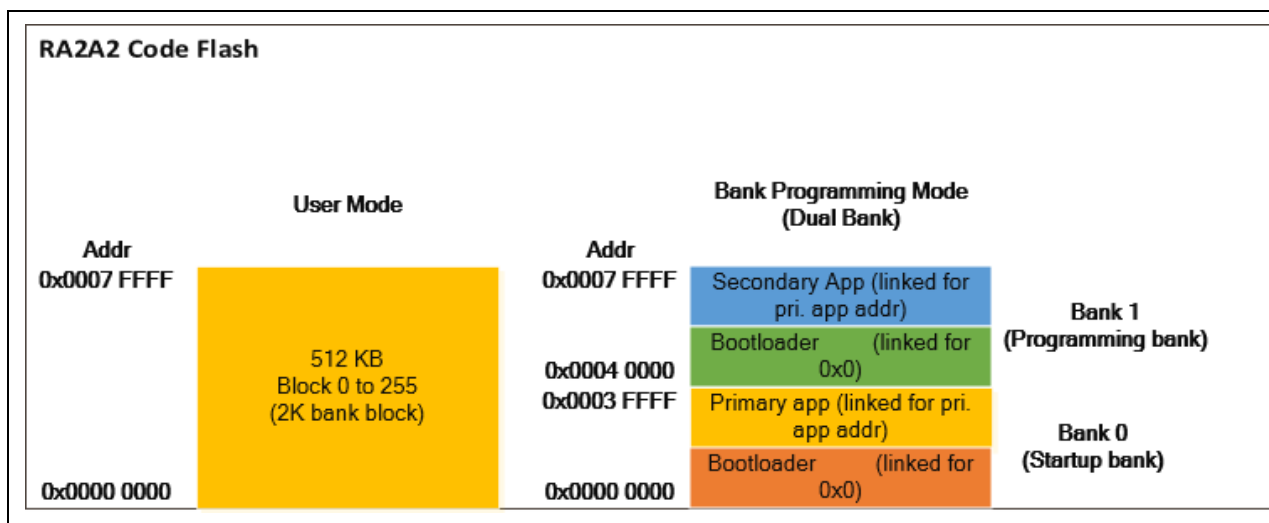 RA2A2 Code Flash
User Mode
Bank Programming Mode
(Dual Bank)
Addr
0x0007 FFFF
512 KB
Block 0 to 255
(2K bank block)
0x0000 0000
Addr
0x0007 FFFF
Secondary App (linked for
pri. app addr)
Bank 1
(Programming bank)
Bootloader (linked for
0x0)
0x0004 0000
0x0003 FFFF
Primary app (linked for pri.
app addr)
Bank 0
(Startup bank)
Bootloader (linked for
0x0)
0x0000 0000